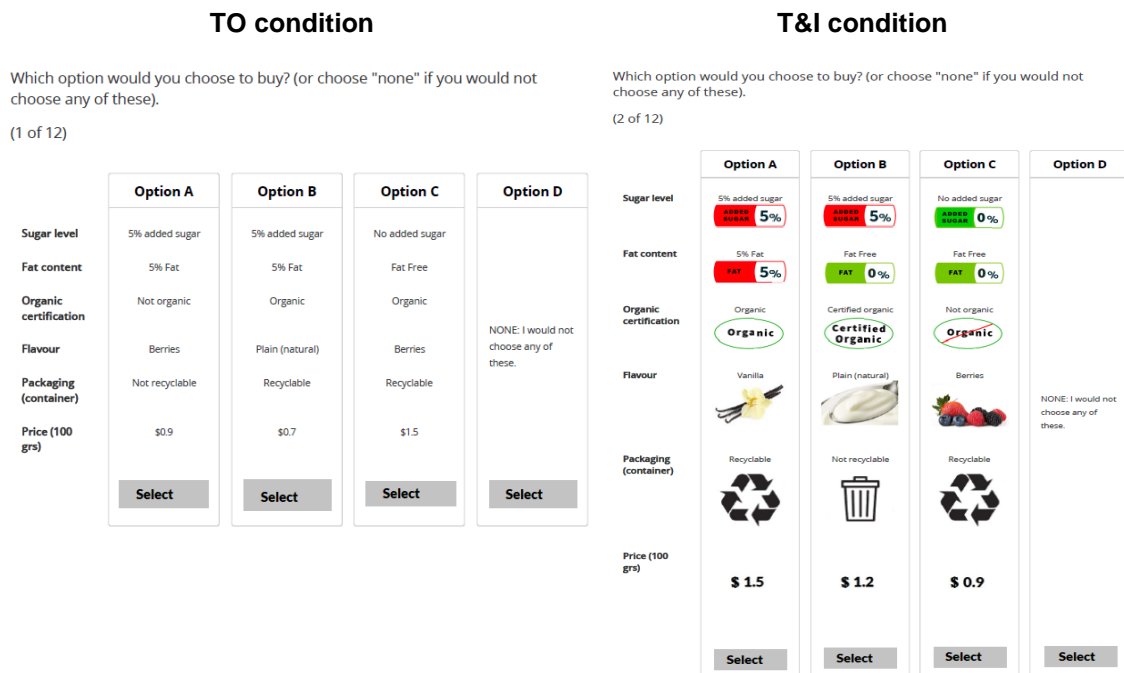 TO condition
Which option would you choose to buy? (or choose "none" if you would not
choose any of these).
(1 of 12)
Option A Option B Option C Option D
Sugar level 5% added sugar 5% added sugar No added sugar
Fat content 5% Fat 5% Fat Fat Free
Organic
certification
Not organic Organic Organic
NONE: I would not
choose any of
these.
Flavour Berries Plain (natural) Berries
Packaging
(container)
Not recyclable Recyclable Recyclable
Price (100
grs)
$0.9 $0.7 $1.5
Select Select Select Select
T&I condition
Which option would you choose to buy? (or choose "none" if you would not
choose any of these).
(2 of 12)
Option A Option B Option C Option D
Sugar level 5% added sugar 5% added sugar No added sugar
ADDED
SUGAR 5%
ADDED
SUGAR 5%
ADDED
SUGAR 0%
Fat content 5% Fat Fat Free Fat Free
FAT 5% FAT 0% FAT 0%
Organic
certification
Organic Certified organic Not organic
Organic
Certified
Organic
Organic
Flavour Vanilla Plain (natural) Berries
NONE: I would not
choose any of
these.
Packaging
(container)
Recyclable Not recyclable Recyclable
Price (100
grs)
$ 1.5 $ 1.2 $ 0.9
Select Select Select Select